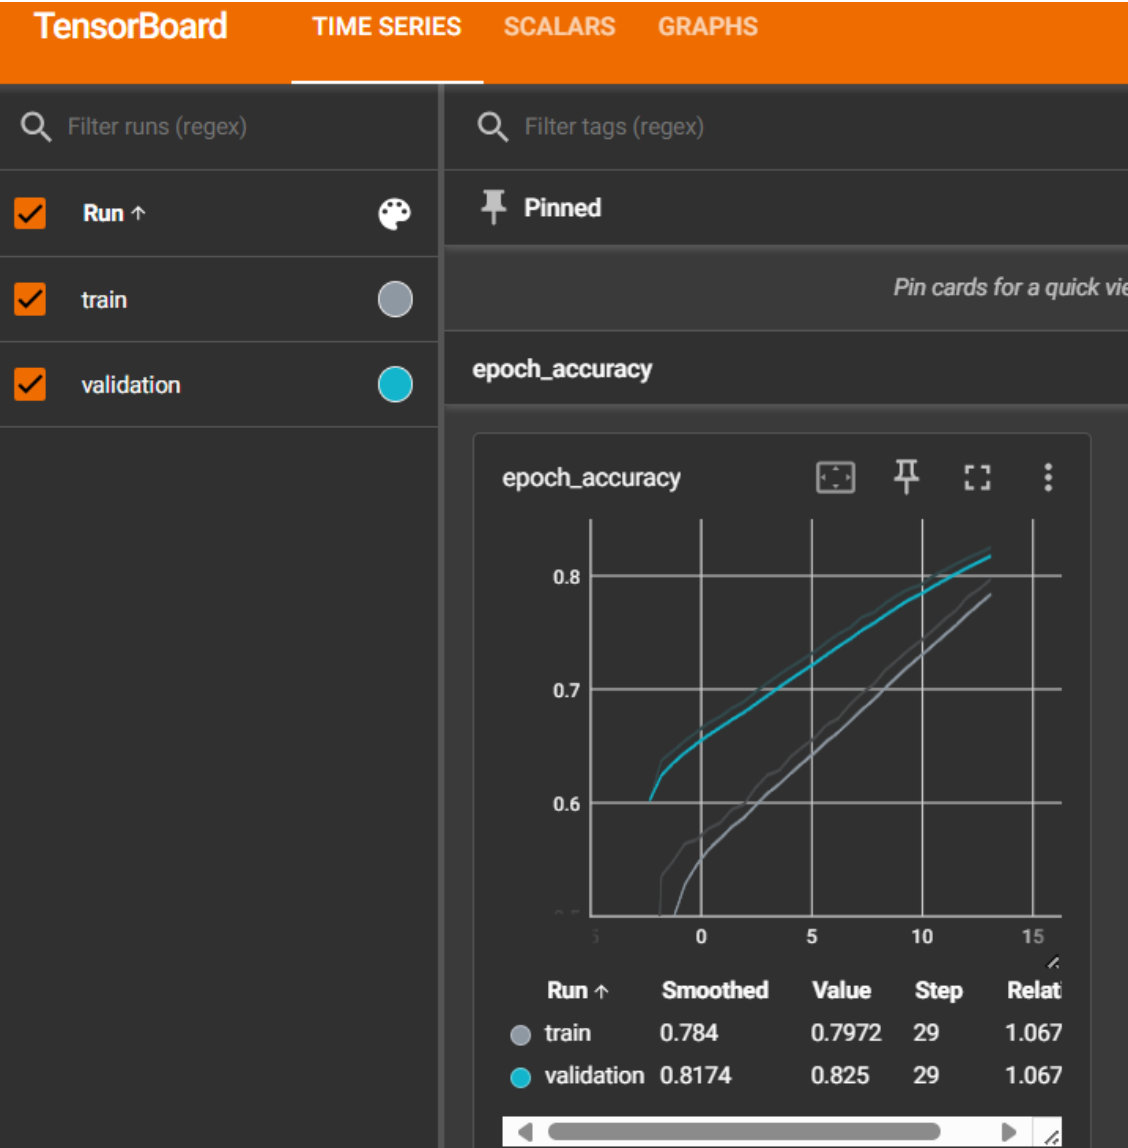 TensorBoard TIME SERIES SCALARS GRAPHS
Filter runs (regex)
Filter tags (regex)
Run ↑
Pinned
train
Pin cards for a quick
validation
epoch_accuracy
epoch_accuracy
0.8
0.7
0.6
0 5 10 15
Run ↑ Smoothed Value Step Relati
train 0.784 0.7972 29 1.067
validation 0.8174 0.825 29 1.067